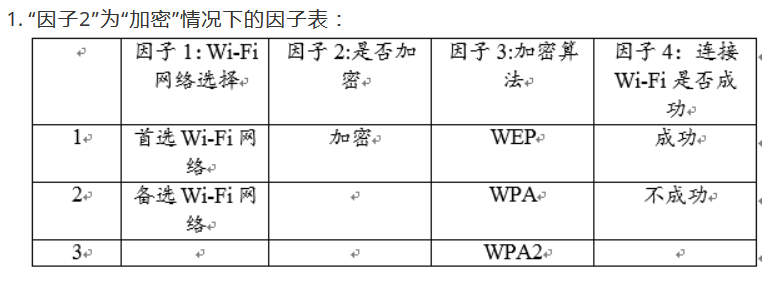 1. “因子2”为“加密”情况下的因子表：
因子 1: Wi-Fi 因子 2:是否加 因子 3:加密算 因子 4：连接
网络选择 密 法 Wi-Fi 是否成
功
1 首选 Wi-Fi 网 加密 WEP 成功
络
2 备选 Wi-Fi 网 WPA 不成功
络
3 WPA2